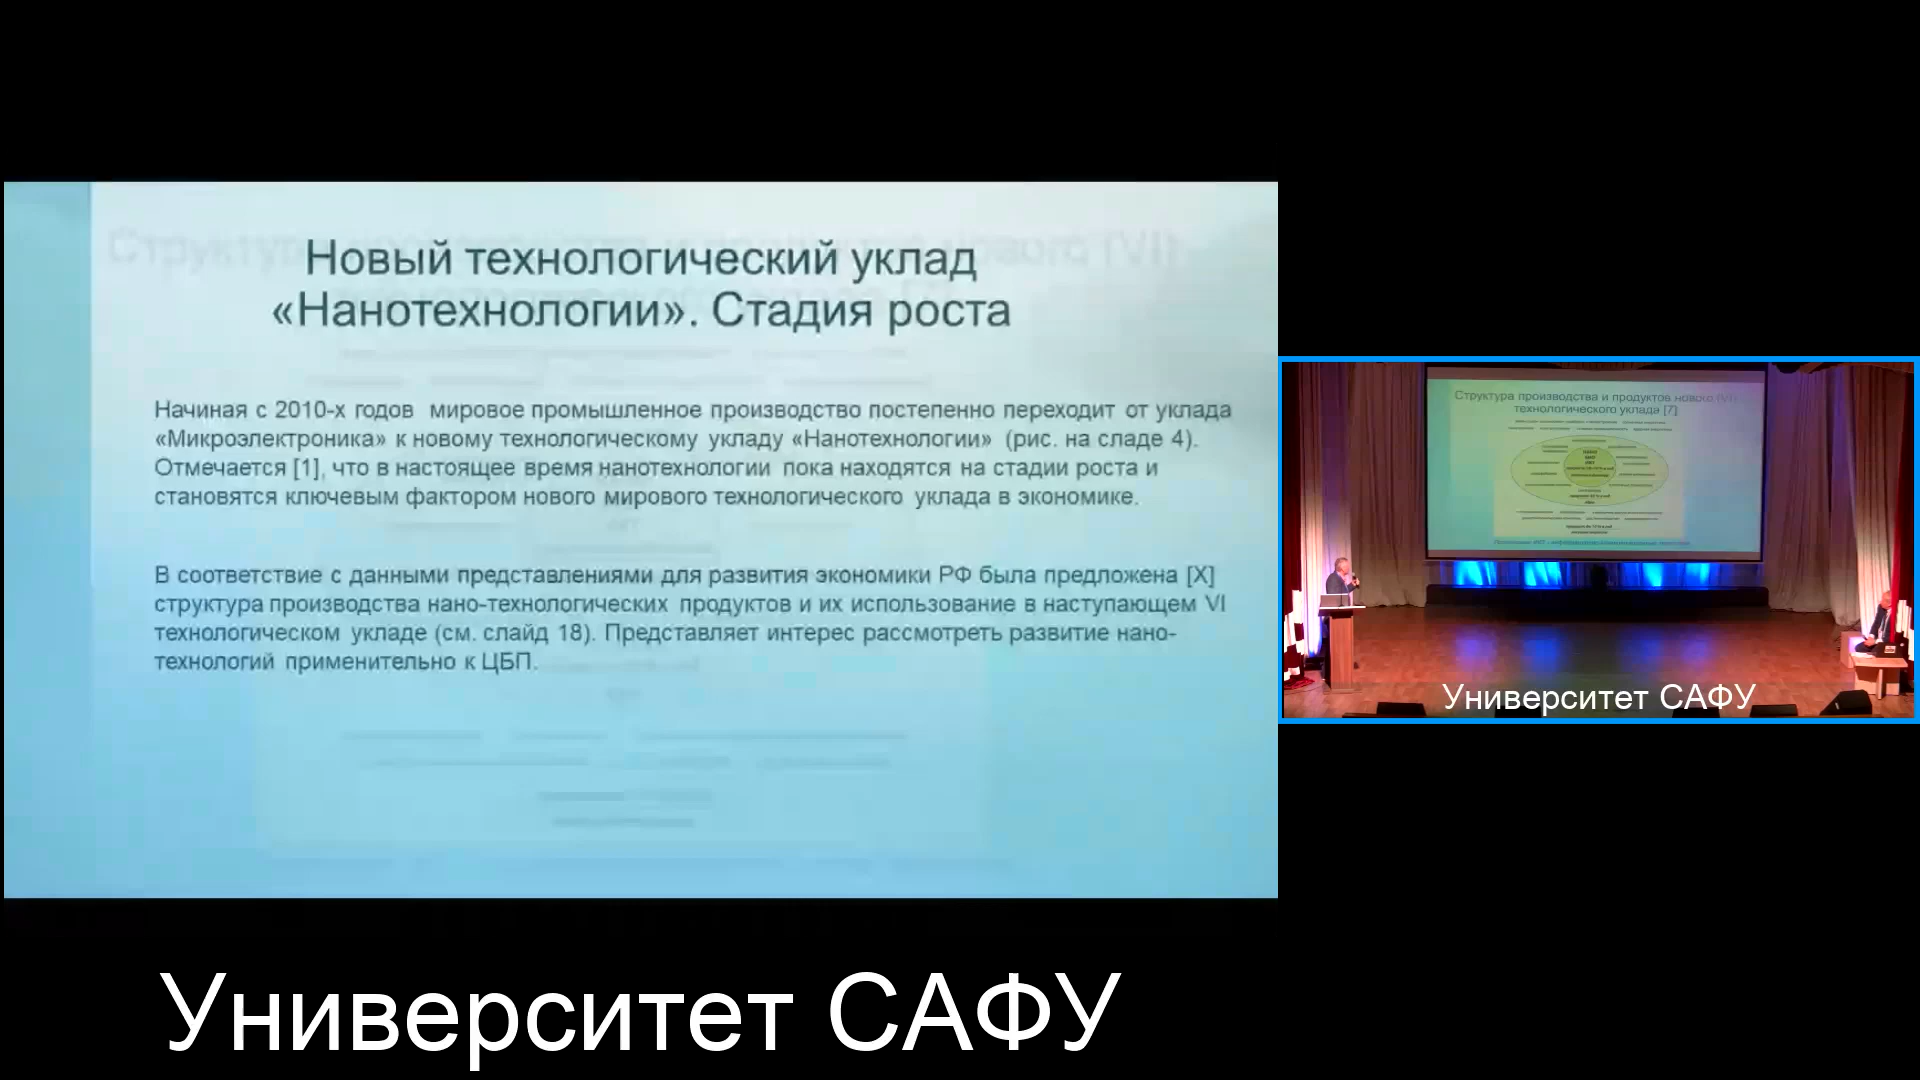 Новый технологический уклад
«Нанотехнологии». Стадия роста
Начиная с 2010-х годов мировое промышленное производство постепенно переходит от уклада
«Микроэлектроника» к новому технологическому укладу «Нанотехнологии» (рис. на сладе 4).
Отмечается [1], что в настоящее время нанотехнологии пока находятся на стадии роста и
становятся ключевым фактором нового мирового технологического уклада в экономике.
В соответствие с данными представлениями для развития экономики РФ была предложена [X]
структура производства нано-технологических продуктов и их использование в наступающем VI
технологическом укладе (см. слайд 18). Представляет интерес рассмотреть развитие нано-
технологий применительно к ЦБП.
Структура производства и продуктов нового (VI)
технологического уклада [7]
Университет САФУ
Университет САФУ